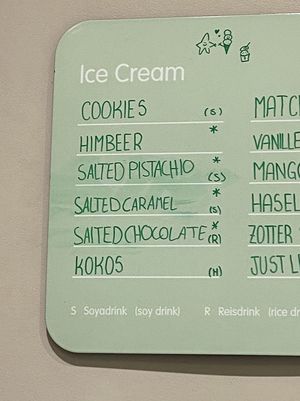 Ice Cream
COOKIES (S) MATCH
HIMBEER * VANILLE
SALTED PISTACHIO * (S) MANGO
SALTED CARAMEL * (S) HASEL
SALTED CHOCOLATE * (R) ZOTTER
KOKOS (H) JUST L
S Soyadrink (soy drink) R Reisdrink (rice dr